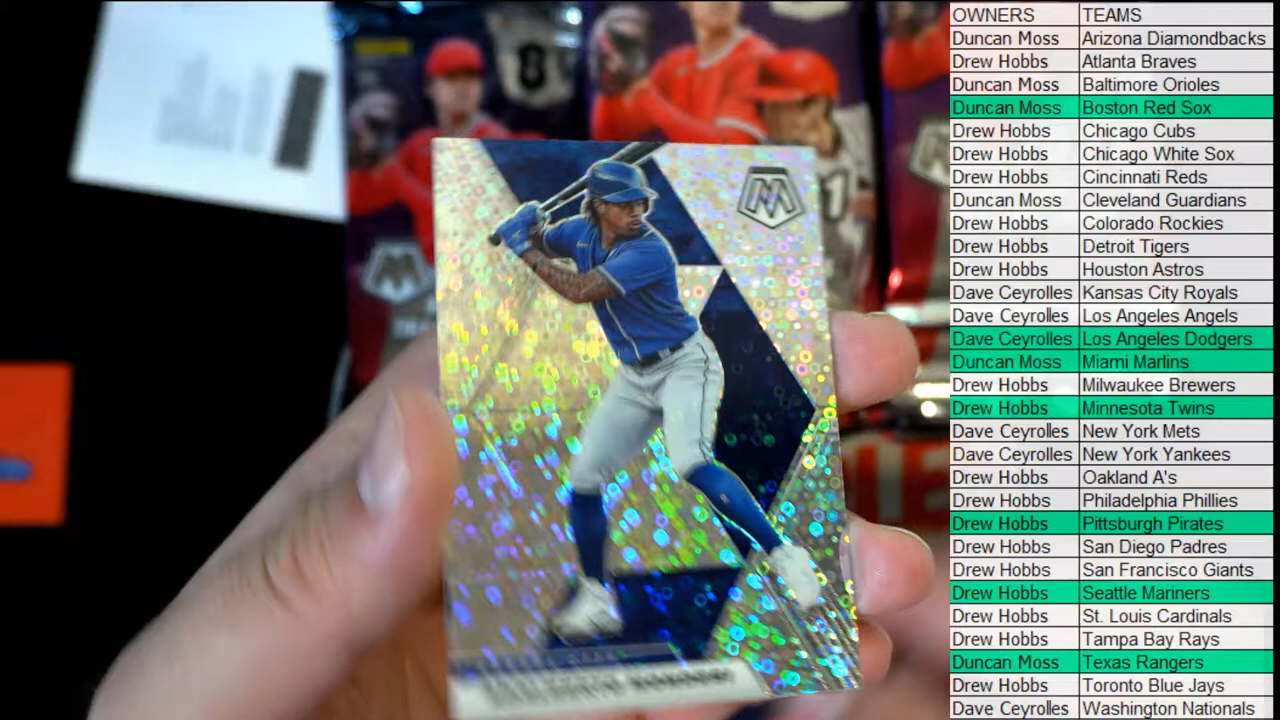 OWNERS TEAMS
Duncan Moss Arizona Diamondbacks
Drew Hobbs Atlanta Braves
Duncan Moss Baltimore Orioles
Duncan Moss Boston Red Sox
Drew Hobbs Chicago Cubs
Drew Hobbs Chicago White Sox
Drew Hobbs Cincinnati Reds
Duncan Moss Cleveland Guardians
Drew Hobbs Colorado Rockies
Drew Hobbs Detroit Tigers
Drew Hobbs Houston Astros
Dave Ceyrolles Kansas City Royals
Dave Ceyrolles Los Angeles Angels
Dave Ceyrolles Los Angeles Dodgers
Duncan Moss Miami Marlins
Drew Hobbs Milwaukee Brewers
Drew Hobbs Minnesota Twins
Dave Ceyrolles New York Mets
Dave Ceyrolles New York Yankees
Drew Hobbs Oakland A's
Drew Hobbs Philadelphia Phillies
Drew Hobbs Pittsburgh Pirates
Drew Hobbs San Diego Padres
Drew Hobbs San Francisco Giants
Drew Hobbs Seattle Mariners
Drew Hobbs St. Louis Cardinals
Drew Hobbs Tampa Bay Rays
Duncan Moss Texas Rangers
Drew Hobbs Toronto Blue Jays
Dave Ceyrolles Washington Nationals